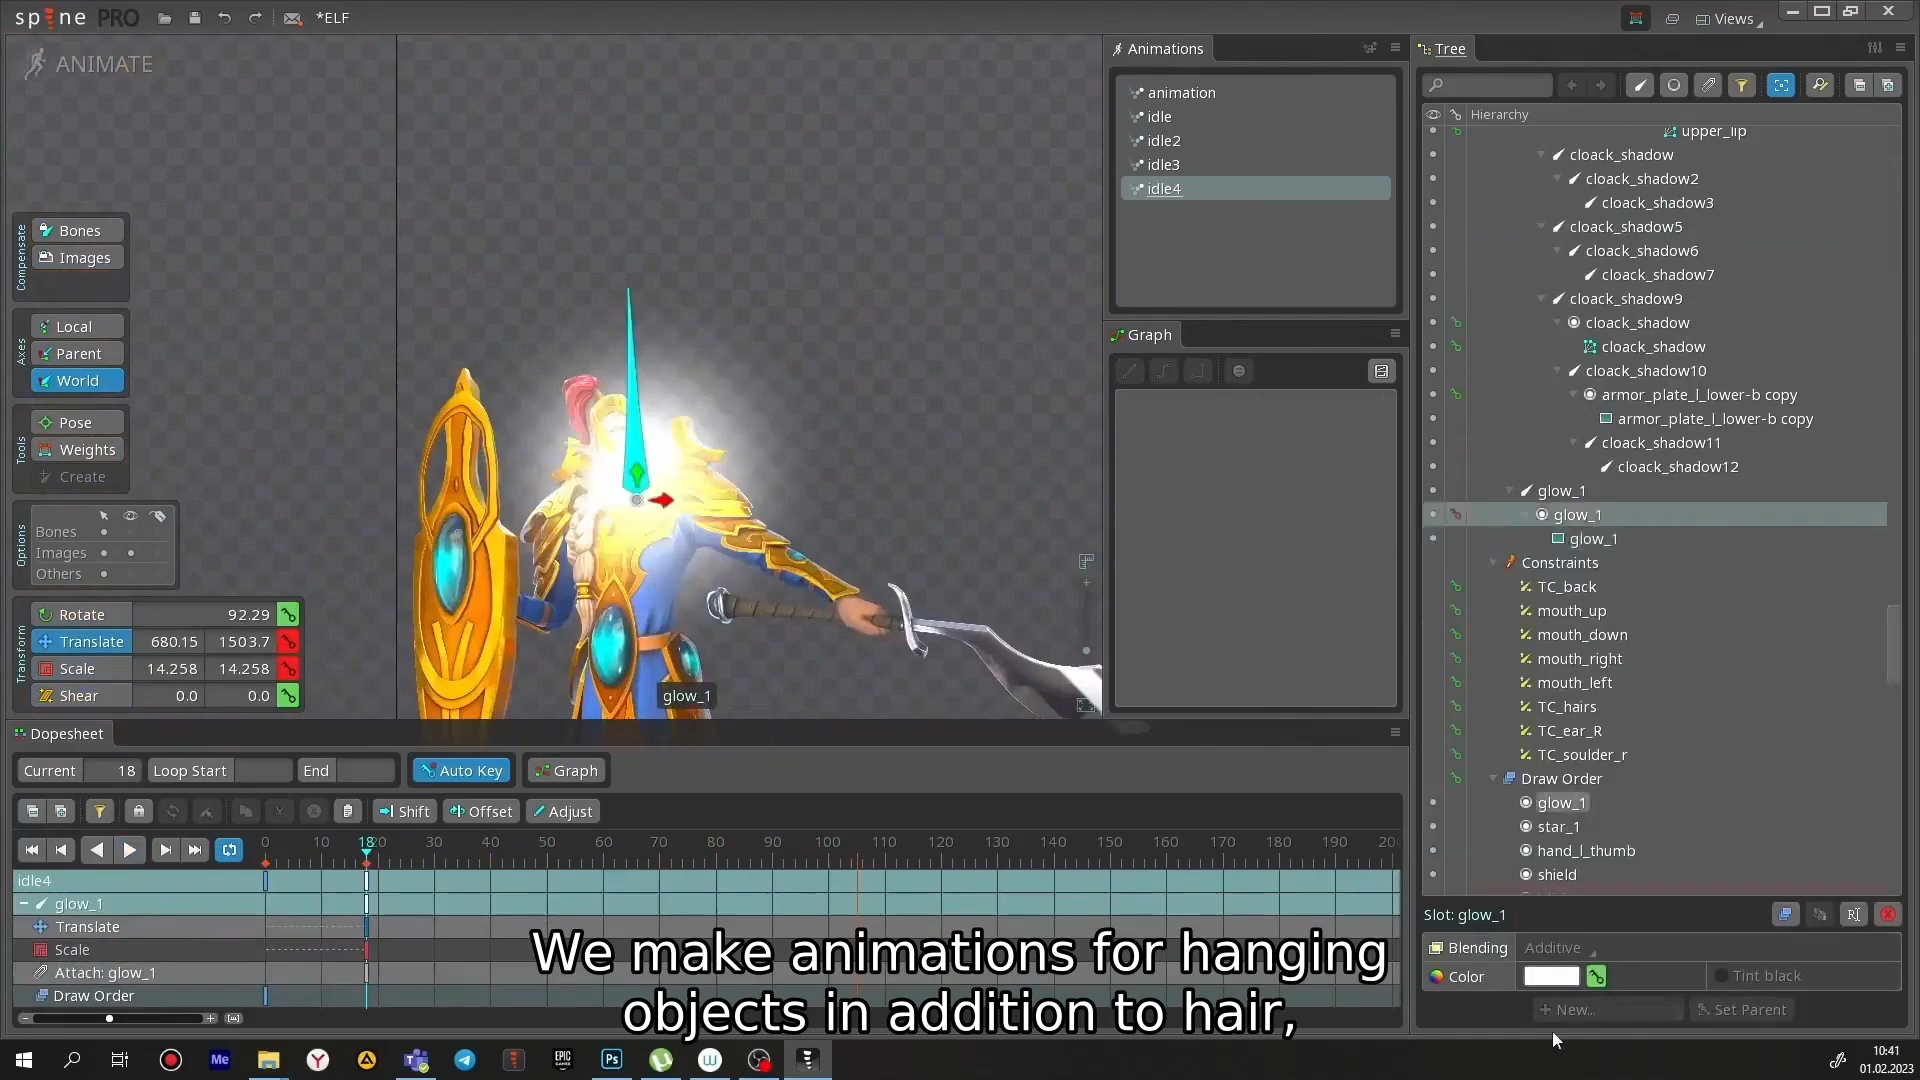 spine PRO
*ELF
Views
ANIMATE
Compensate
Bones
Images
Axes
Local
Parent
World
Tools
Pose
Weights
Create
Options
Bones
Images
Others
Transform
Rotate 92.29
Translate 680.15 1503.7
Scale 14.258 14.258
Shear 0.0 0.0
glow_1
Animations
animation
idle
idle2
idle3
idle4
Graph
Tree
Hierarchy
upper_lip
cloack_shadow
cloack_shadow2
cloack_shadow3
cloack_shadow5
cloack_shadow6
cloack_shadow7
cloack_shadow9
cloack_shadow
cloack_shadow
cloack_shadow10
armor_plate_l_lower-b copy
armor_plate_l_lower-b copy
cloack_shadow11
cloack_shadow12
glow_1
glow_1
glow_1
Constraints
TC_back
mouth_up
mouth_down
mouth_right
mouth_left
TC_hairs
TC_ear_R
TC_soulder_r
Draw Order
glow_1
star_1
hand_l_thumb
shield
Slot: glow_1
Blending Additive
Color Tint black
New... Set Parent
Dopesheet
Current 18 Loop Start End Auto Key Graph
Shift Offset Adjust
0 10 18 20 30 40 50 60 70 80 90 100 110 120 130 140 150 160 170 180 190 200
idle4
glow_1
Translate
Scale
Attach: glow_1
Draw Order
We make animations for hanging
objects in addition to hair,
Me
EPIC
GAMES
Ps
10:41
01.02.2023